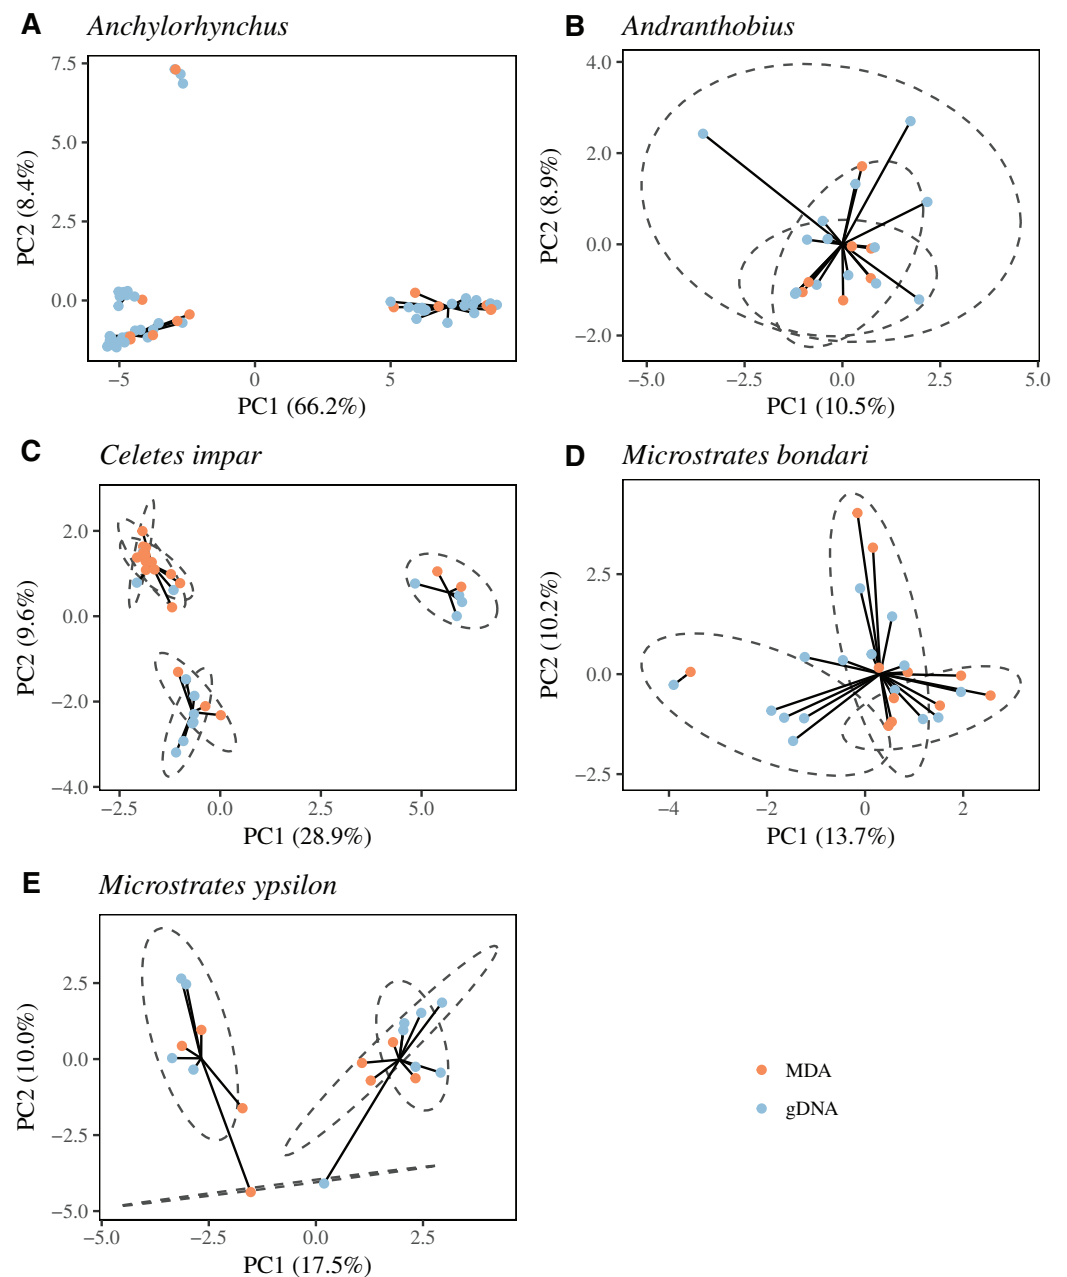 A Anchylorhynchus
7.5
5.0
2.5
0.0
PC2 (8.4%)
−5 0 5
PC1 (66.2%)
B Andranthobius
4.0
2.0
0.0
−2.0
PC2 (8.9%)
−5.0 −2.5 0.0 2.5 5.0
PC1 (10.5%)
C Celetes impar
2.0
0.0
−2.0
−4.0
PC2 (9.6%)
−2.5 0.0 2.5 5.0
PC1 (28.9%)
D Microstrates bondari
2.5
0.0
−2.5
PC2 (10.2%)
−4 −2 0 2
PC1 (13.7%)
E Microstrates ypsilon
2.5
0.0
−2.5
−5.0
PC2 (10.0%)
−5.0 −2.5 0.0 2.5
PC1 (17.5%)
MDA
gDNA